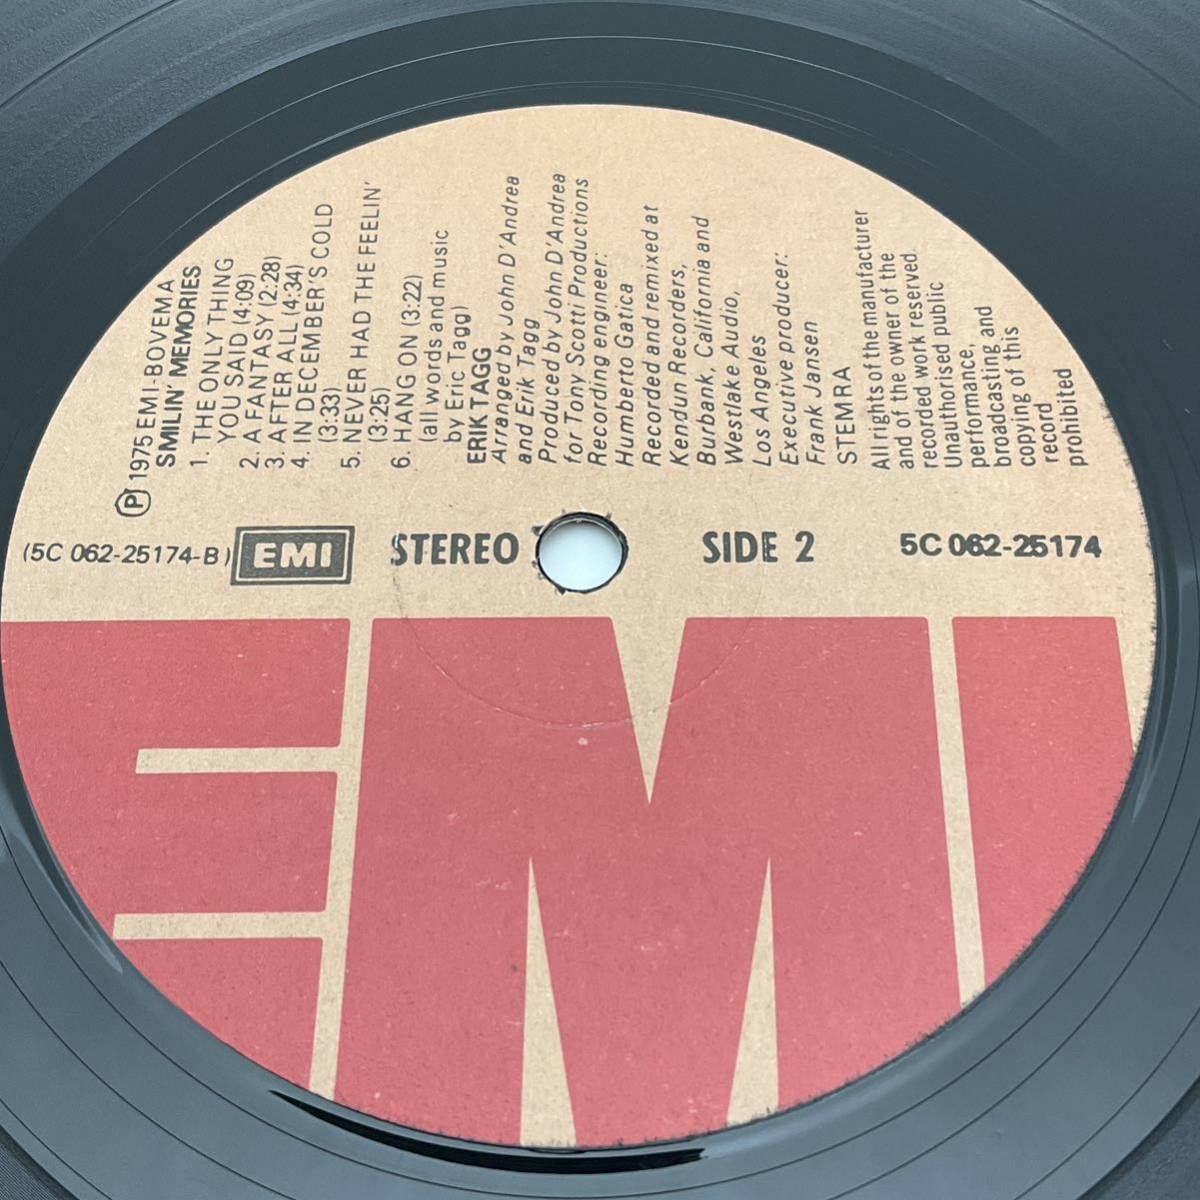 Ⓟ 1975 EMI-BOVEMA
SMILIN' MEMORIES
1. THE ONLY THING
YOU SAID (4:09)
2. A FANTASY (2:28)
3. AFTER ALL (4:34)
4. IN DECEMBER'S COLD
(3:33)
5. NEVER HAD THE FEELIN'
(3:25)
6. HANG ON (3:22)
(all words and music
by Eric Tagg)
ERIK TAGG
Arranged by John D'Andrea
and Erik Tagg
Produced by John D'Andrea
for Tony Scotti Productions
Recording engineer:
Humberto Gatica
Recorded and remixed at
Kendun Recorders,
Burbank, California and
Westlake Audio,
Los Angeles
Executive producer:
Frank Jansen
STEMRA
All rights of the manufacturer
and of the owner of the
recorded work reserved.
Unauthorised public
performance,
broadcasting and
copying of this
record
prohibited
(5C 062-25174-B)
EMI
STEREO
SIDE 2
5C 062-25174
EMI